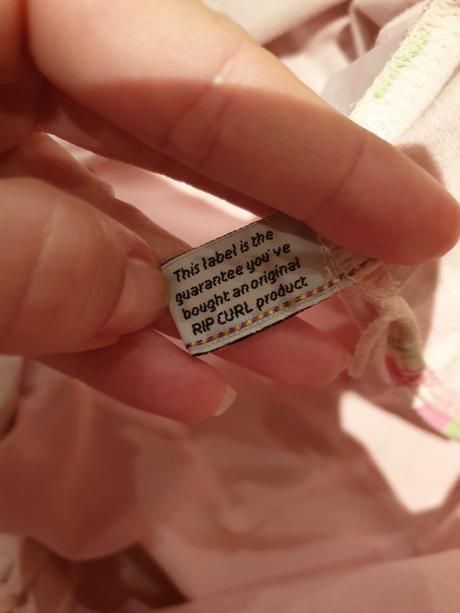 This label is the
guarantee you've
bought an original
RIP CURL product